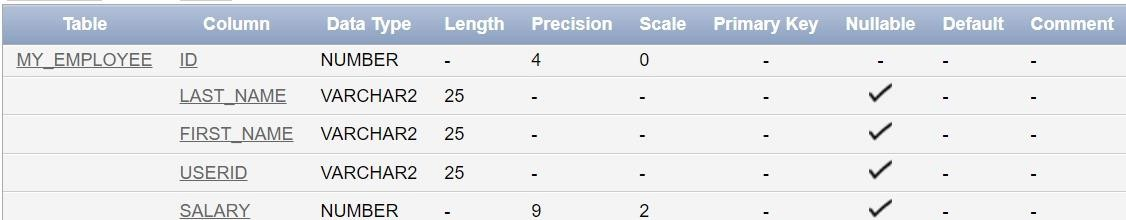 Table Column Data Type Length Precision Scale Primary Key Nullable Default Comment
MY_EMPLOYEE ID NUMBER - 4 0 - - - -
LAST_NAME VARCHAR2 25 - - - ✓ - -
FIRST_NAME VARCHAR2 25 - - - ✓ - -
USERID VARCHAR2 25 - - - ✓ - -
SALARY NUMBER - 9 2 - ✓ - -